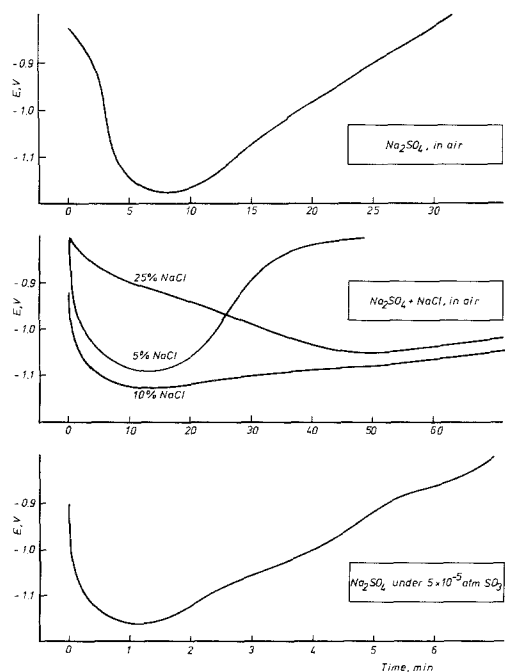 E, V
- 0.9
- 1.0
- 1.1
Na₂SO₄, in air
0 5 10 15 20 25 30
E, V
- 0.9
- 1.0
- 1.1
25% NaCl
5% NaCl
10% NaCl
Na₂SO₄ + NaCl, in air
0 10 20 30 40 50 60
E, V
- 0.9
- 1.0
- 1.1
Na₂SO₄ under 5×10⁻⁵ atm SO₃
0 1 2 3 4 5 6
Time, min